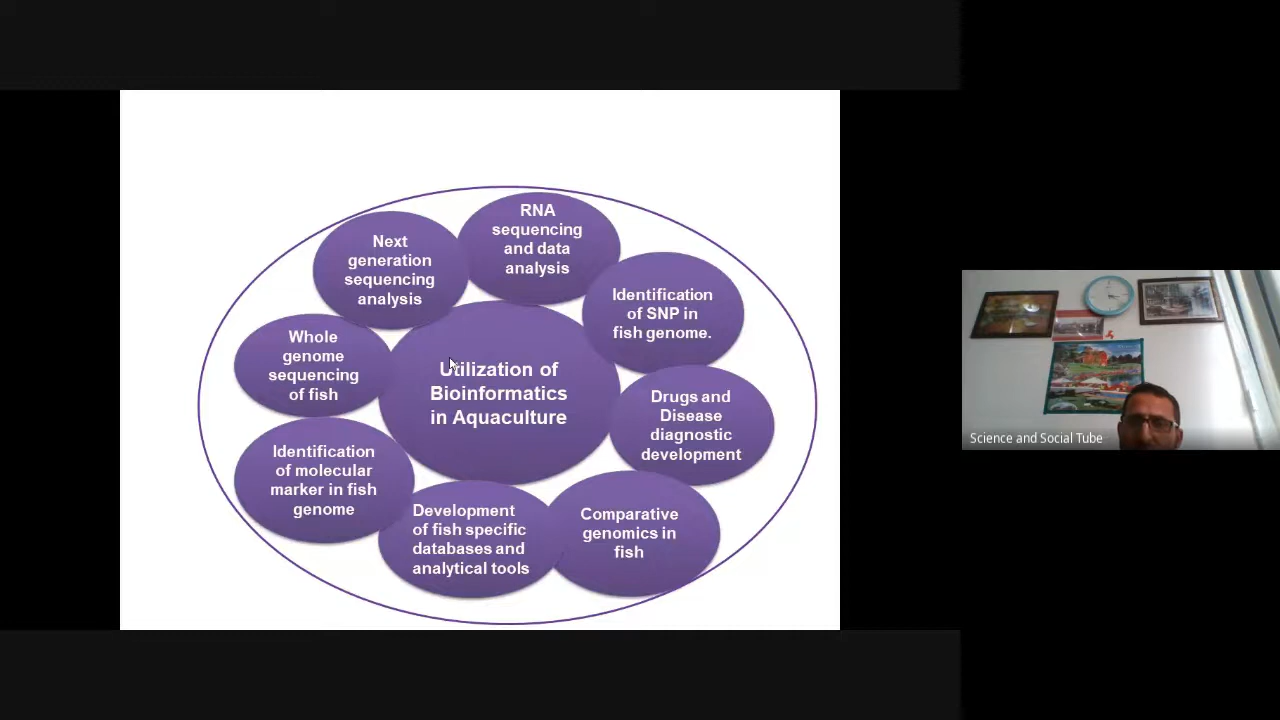 RNA
sequencing
and data
analysis
Next
generation
sequencing
analysis
Identification
of SNP in
fish genome.
Whole
genome
sequencing
of fish
Utilization of
Bioinformatics
in Aquaculture
Drugs and
Disease
diagnostic
development
Identification
of molecular
marker in fish
genome
Development
of fish specific
databases and
analytical tools
Comparative
genomics in
fish
Science and Social Tube